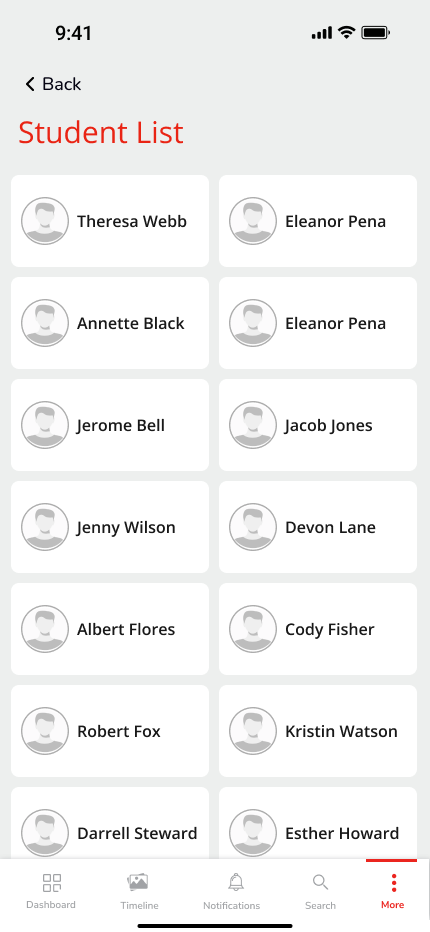 9:41
Back
Student List
Theresa Webb
Eleanor Pena
Annette Black
Eleanor Pena
Jerome Bell
Jacob Jones
Jenny Wilson
Devon Lane
Albert Flores
Cody Fisher
Robert Fox
Kristin Watson
Darrell Steward
Esther Howard
Dashboard
Timeline
Notifications
Search
More